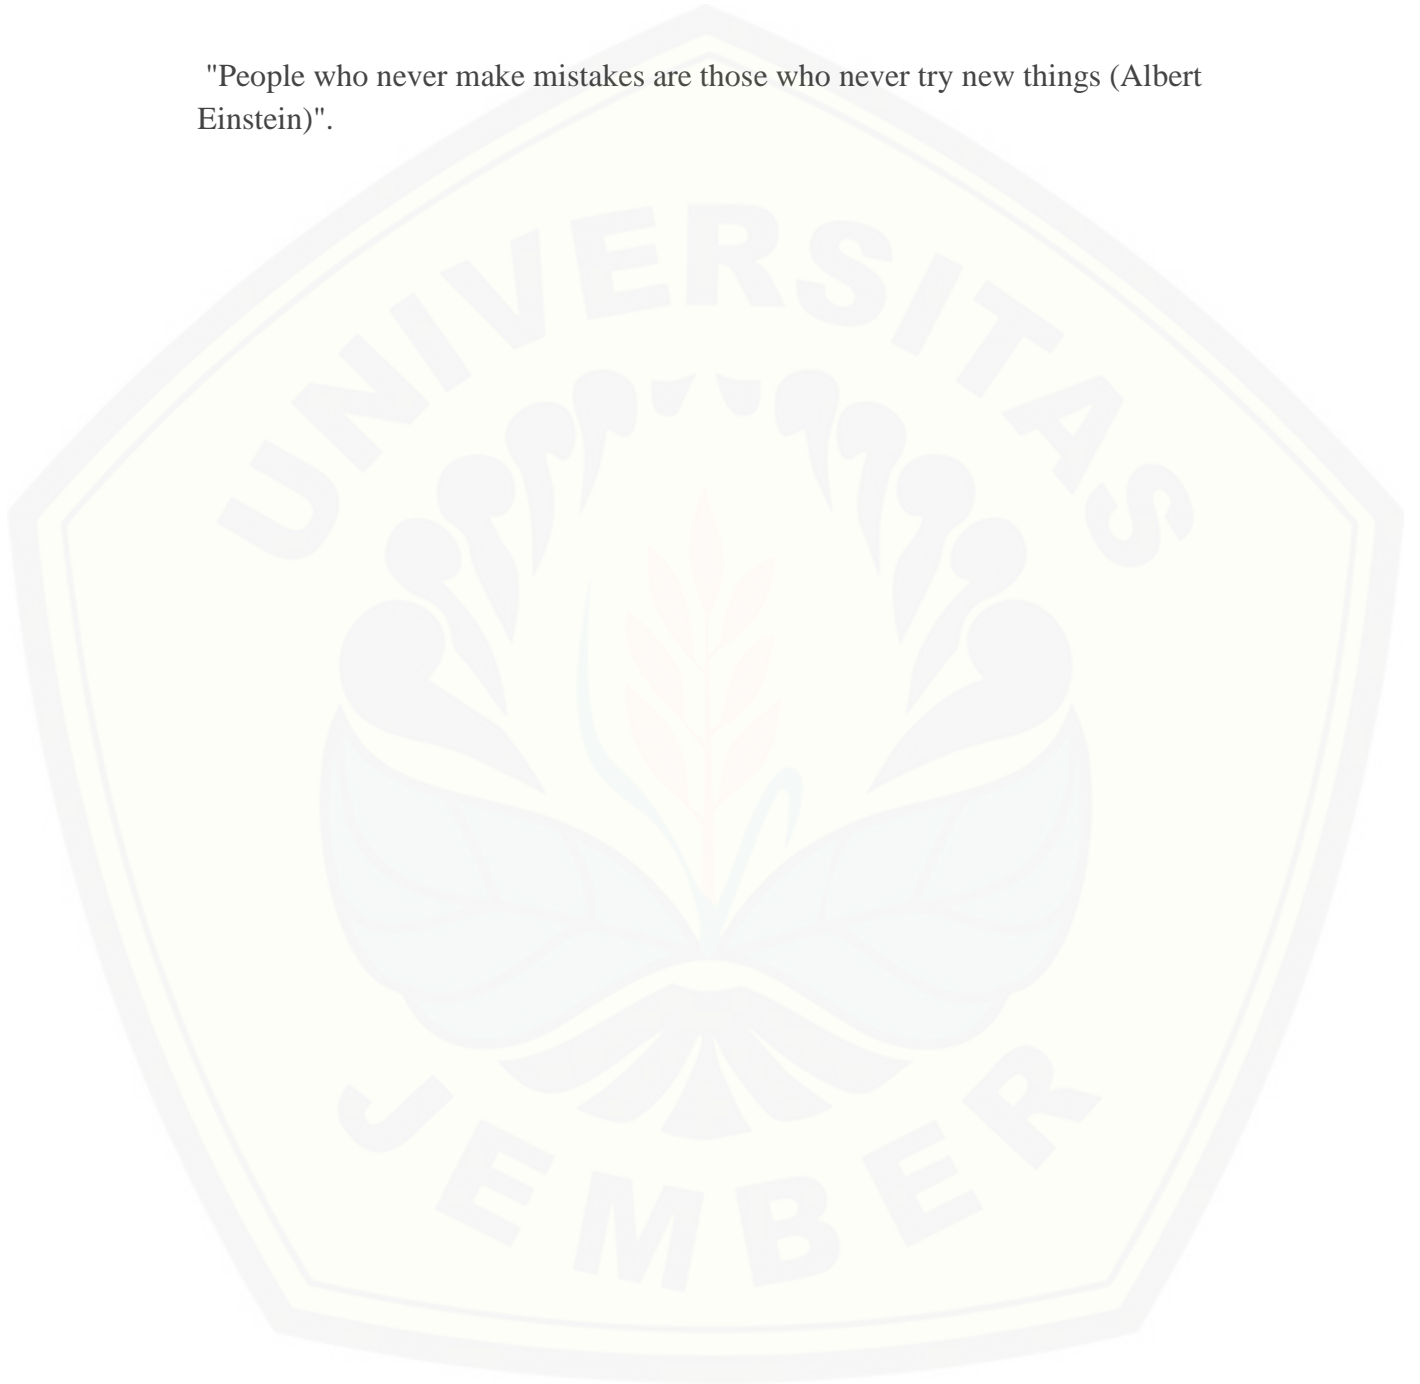 "People who never make mistakes are those who never try new things (Albert
Einstein)".
UNIVERSITAS
JEMBER